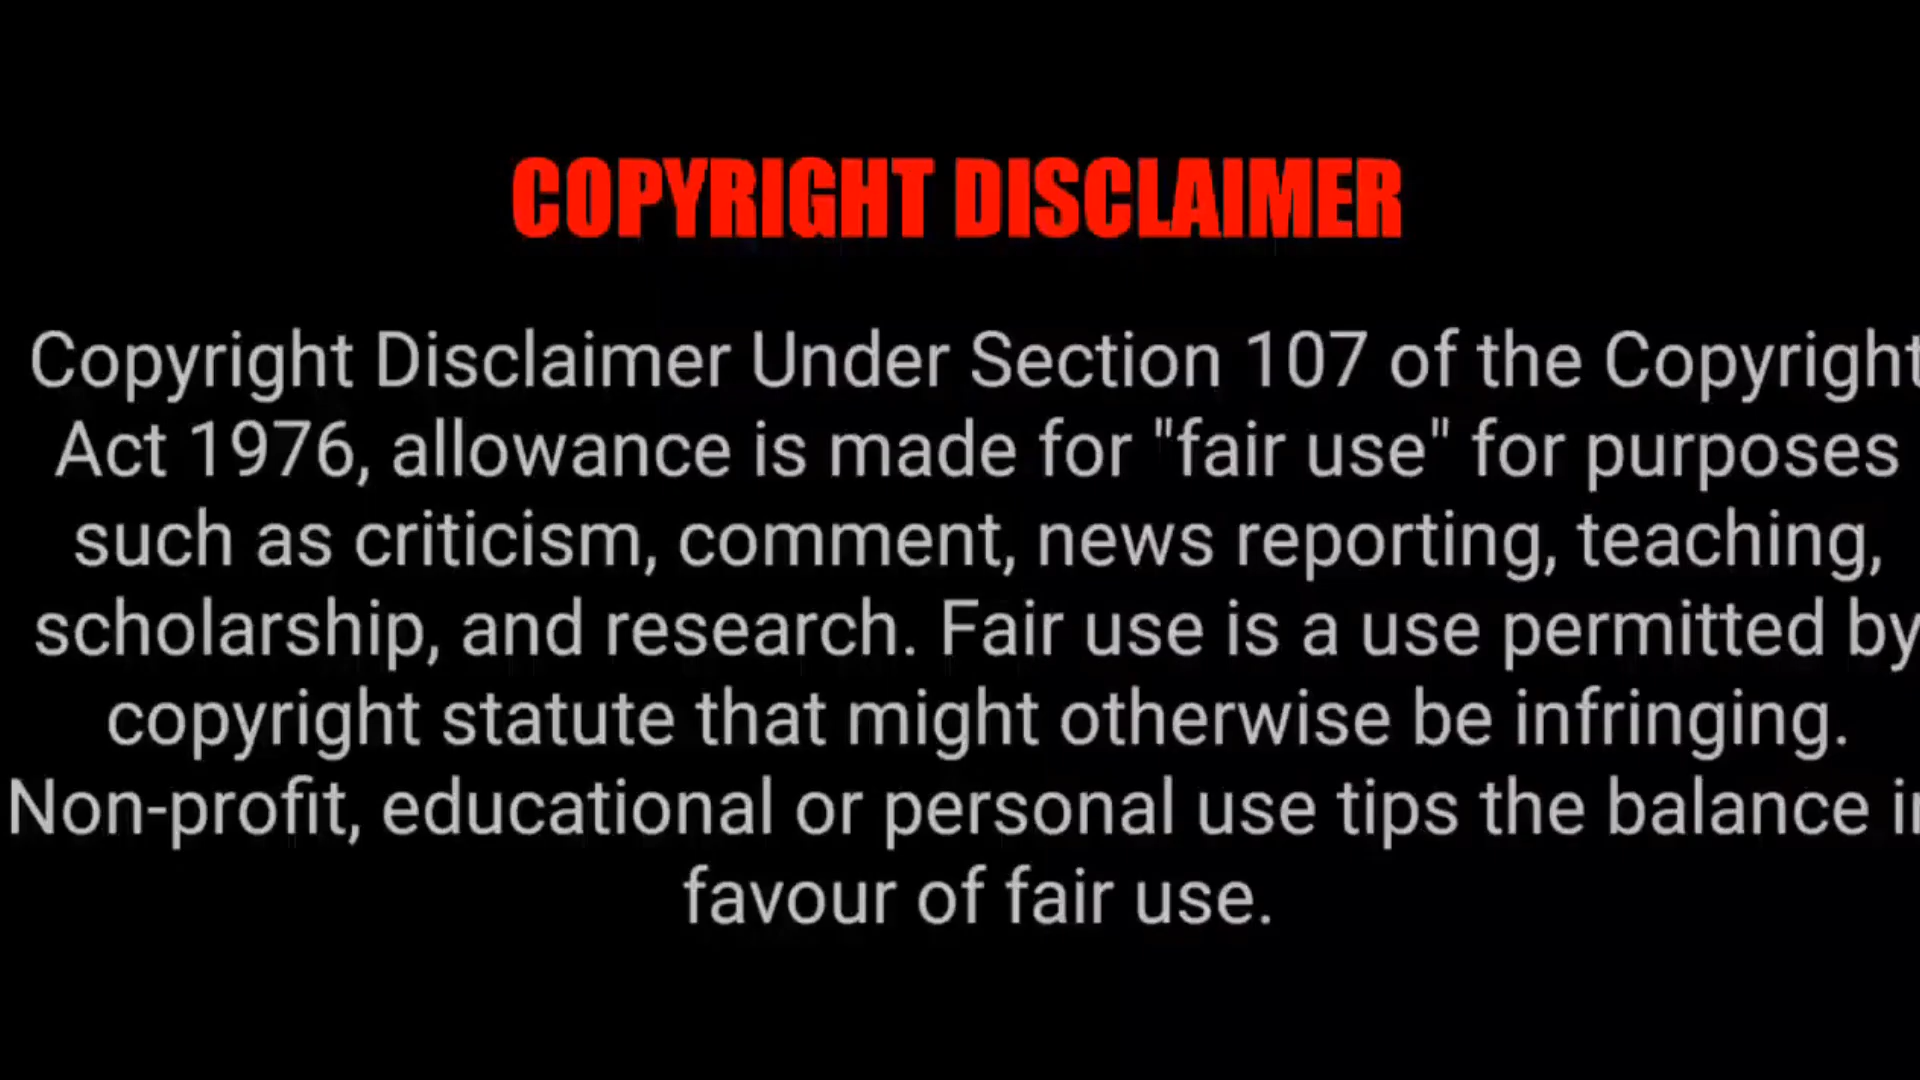 COPYRIGHT DISCLAIMER
Copyright Disclaimer Under Section 107 of the Copyright
Act 1976, allowance is made for "fair use" for purposes
such as criticism, comment, news reporting, teaching,
scholarship, and research. Fair use is a use permitted by
copyright statute that might otherwise be infringing.
Non-profit, educational or personal use tips the balance in
favour of fair use.